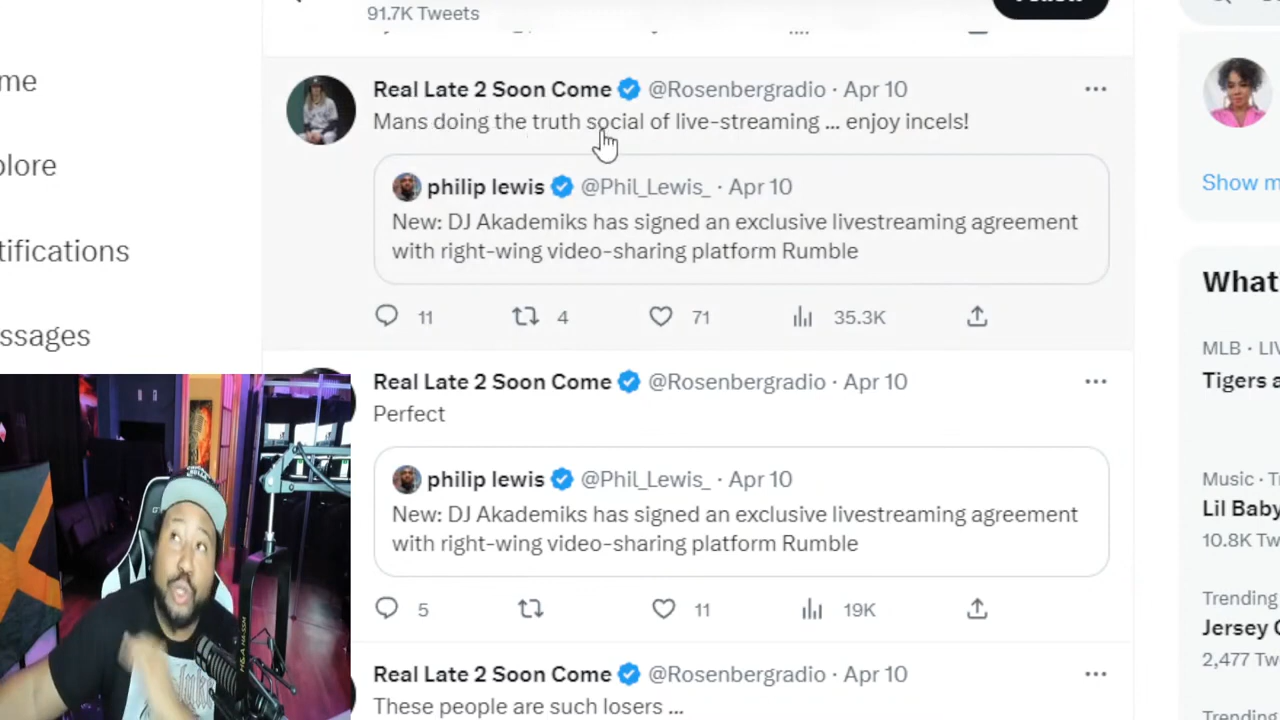 91.7K Tweets
Real Late 2 Soon Come @Rosenbergradio · Apr 10
Mans doing the truth social of live-streaming ... enjoy incels!
philip lewis @Phil_Lewis_ · Apr 10
New: DJ Akademiks has signed an exclusive livestreaming agreement
with right-wing video-sharing platform Rumble
11 4 71 35.3K
Real Late 2 Soon Come @Rosenbergradio · Apr 10
Perfect
philip lewis @Phil_Lewis_ · Apr 10
New: DJ Akademiks has signed an exclusive livestreaming agreement
with right-wing video-sharing platform Rumble
5 11 19K
Real Late 2 Soon Come @Rosenbergradio · Apr 10
These people are such losers ...
me
plore
tifications
ssages
Show m
What'
MLB · LIV
Tigers a
Music · T
Lil Baby
10.8K Tw
Trending
Jersey C
2,477 Tw
Trending